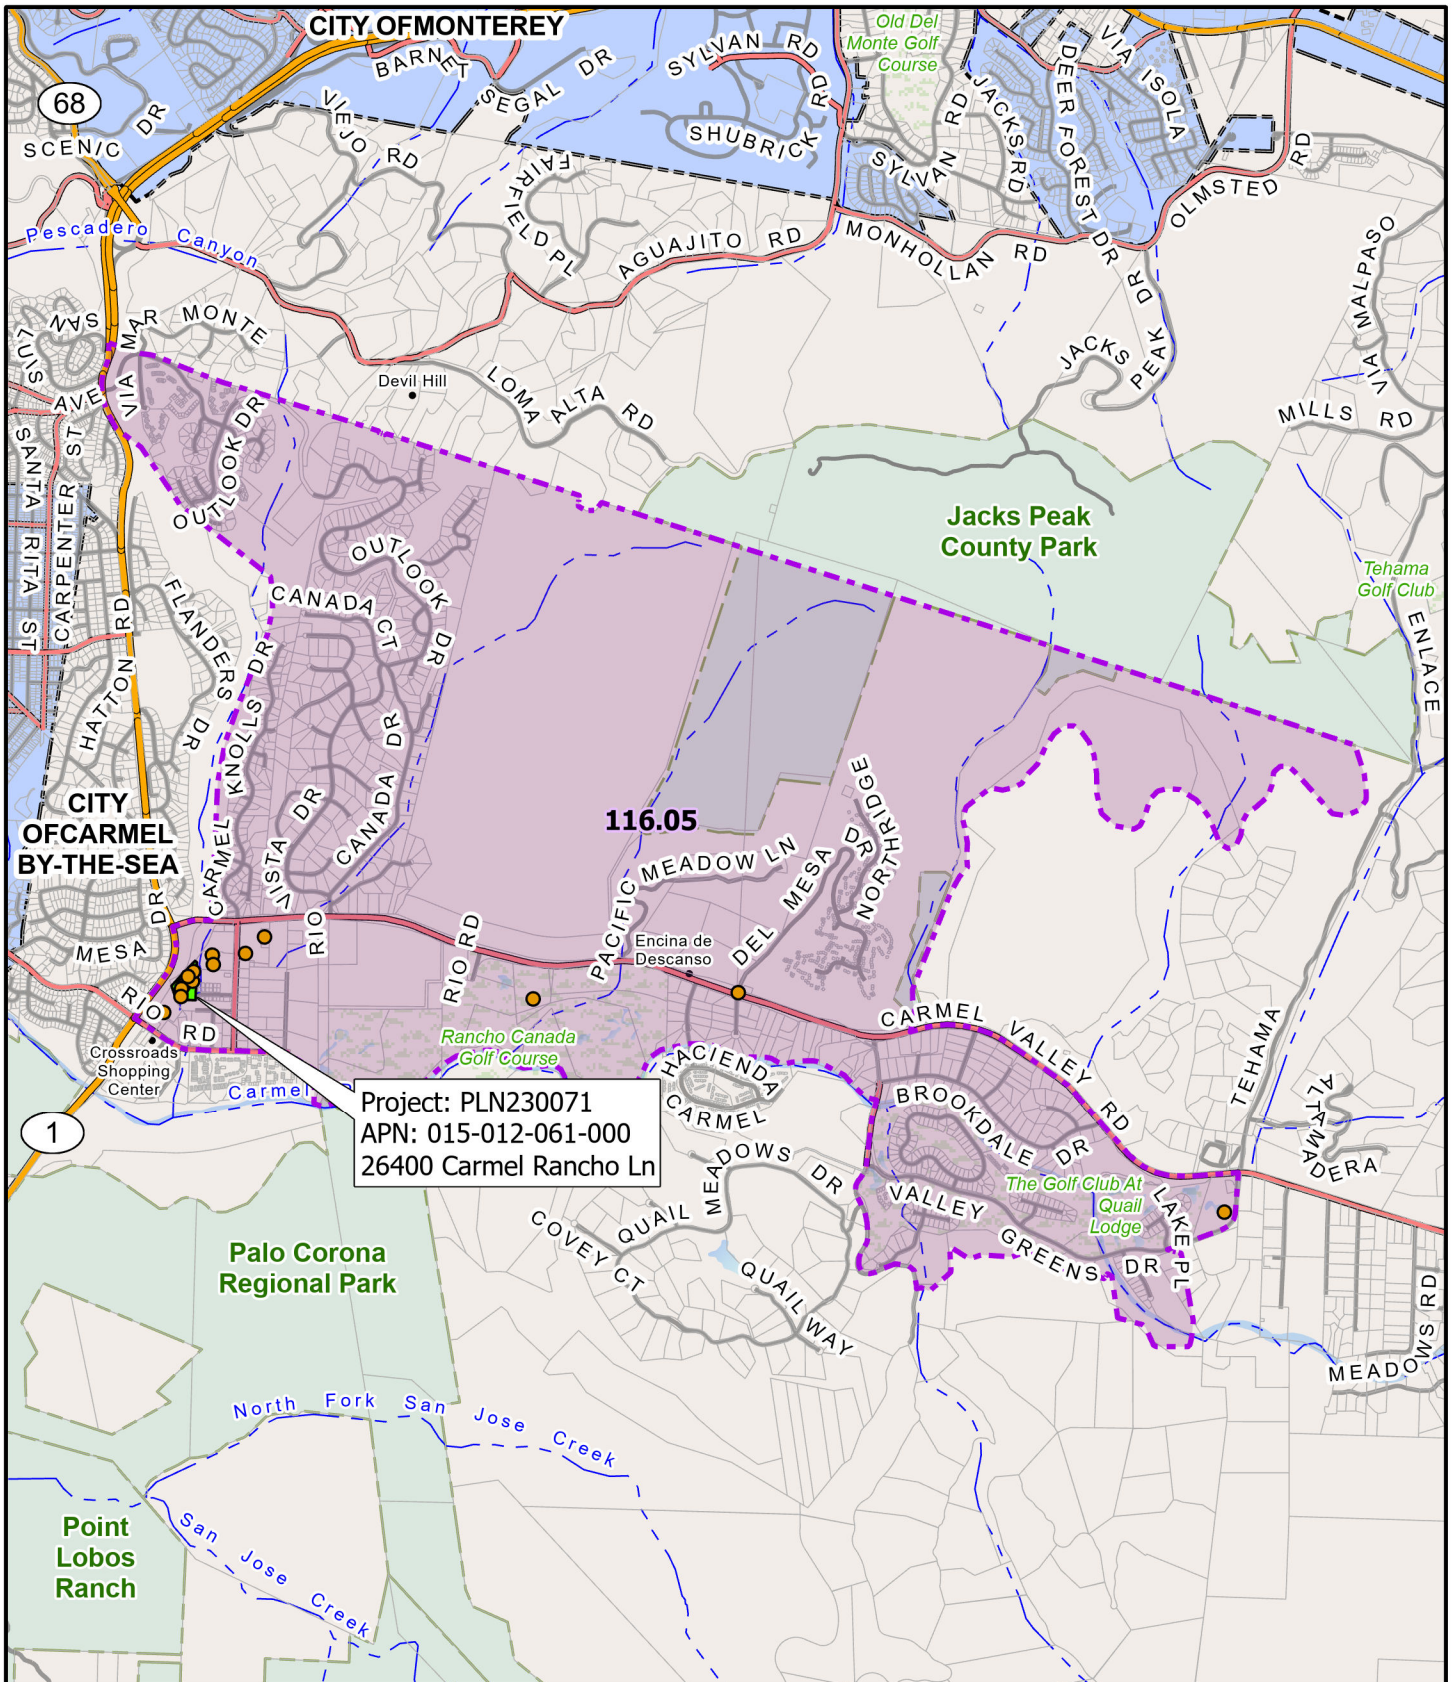 CITY OFMONTEREY
Old Del
Monte Golf
Course
BARNET
SEGAL DR
SYLVAN RD
RD
VIA ISOLA
DEER FOREST DR
JACKS RD
RD
68
SCENIC DR
VIEJO RD
SHUBRICK
SYLVAN
FAIRFIELD PL
OLMSTED RD
Pescadero Canyon
AGUAJITO RD
MONHOLLAN RD
VIA MALPASO
JACKS PEAK DR
SAN LUIS AVE
VIA MAR MONTE
Devil Hill
LOMA ALTA RD
MILLS RD
OUTLOOK DR
SANTA RITA ST
CARPENTER ST
Jacks Peak
County Park
OUTLOOK DR
Tehama
Golf Club
ENLACE
CANADA CT
FLANDERS DR
HATTON RD
CARMEL KNOLLS DR
CANADA DR
VISTA DR
CITY
OFCARMEL
BY-THE-SEA
116.05
NORTHRIDGE
MEADOW LN
PACIFIC
DEL MESA DR
RIO
RIO RD
MESA DR
Encina de
Descanso
CARMEL VALLEY RD
RIO RD
Rancho Canada
Golf Course
Crossroads
Shopping
Center
HACIENDA
CARMEL
TEHAMA
ALTA MADERA
Carmel R
BROOKDALE DR
1
Project: PLN230071
APN: 015-012-061-000
26400 Carmel Rancho Ln
MEADOWS DR
QUAIL
The Golf Club At
Quail
Lodge
VALLEY GREENS DR
LAKE PL
COVEY CT
QUAIL WAY
Palo Corona
Regional Park
MEADOWS RD
North Fork San Jose Creek
Point
Lobos
Ranch
San Jose Creek